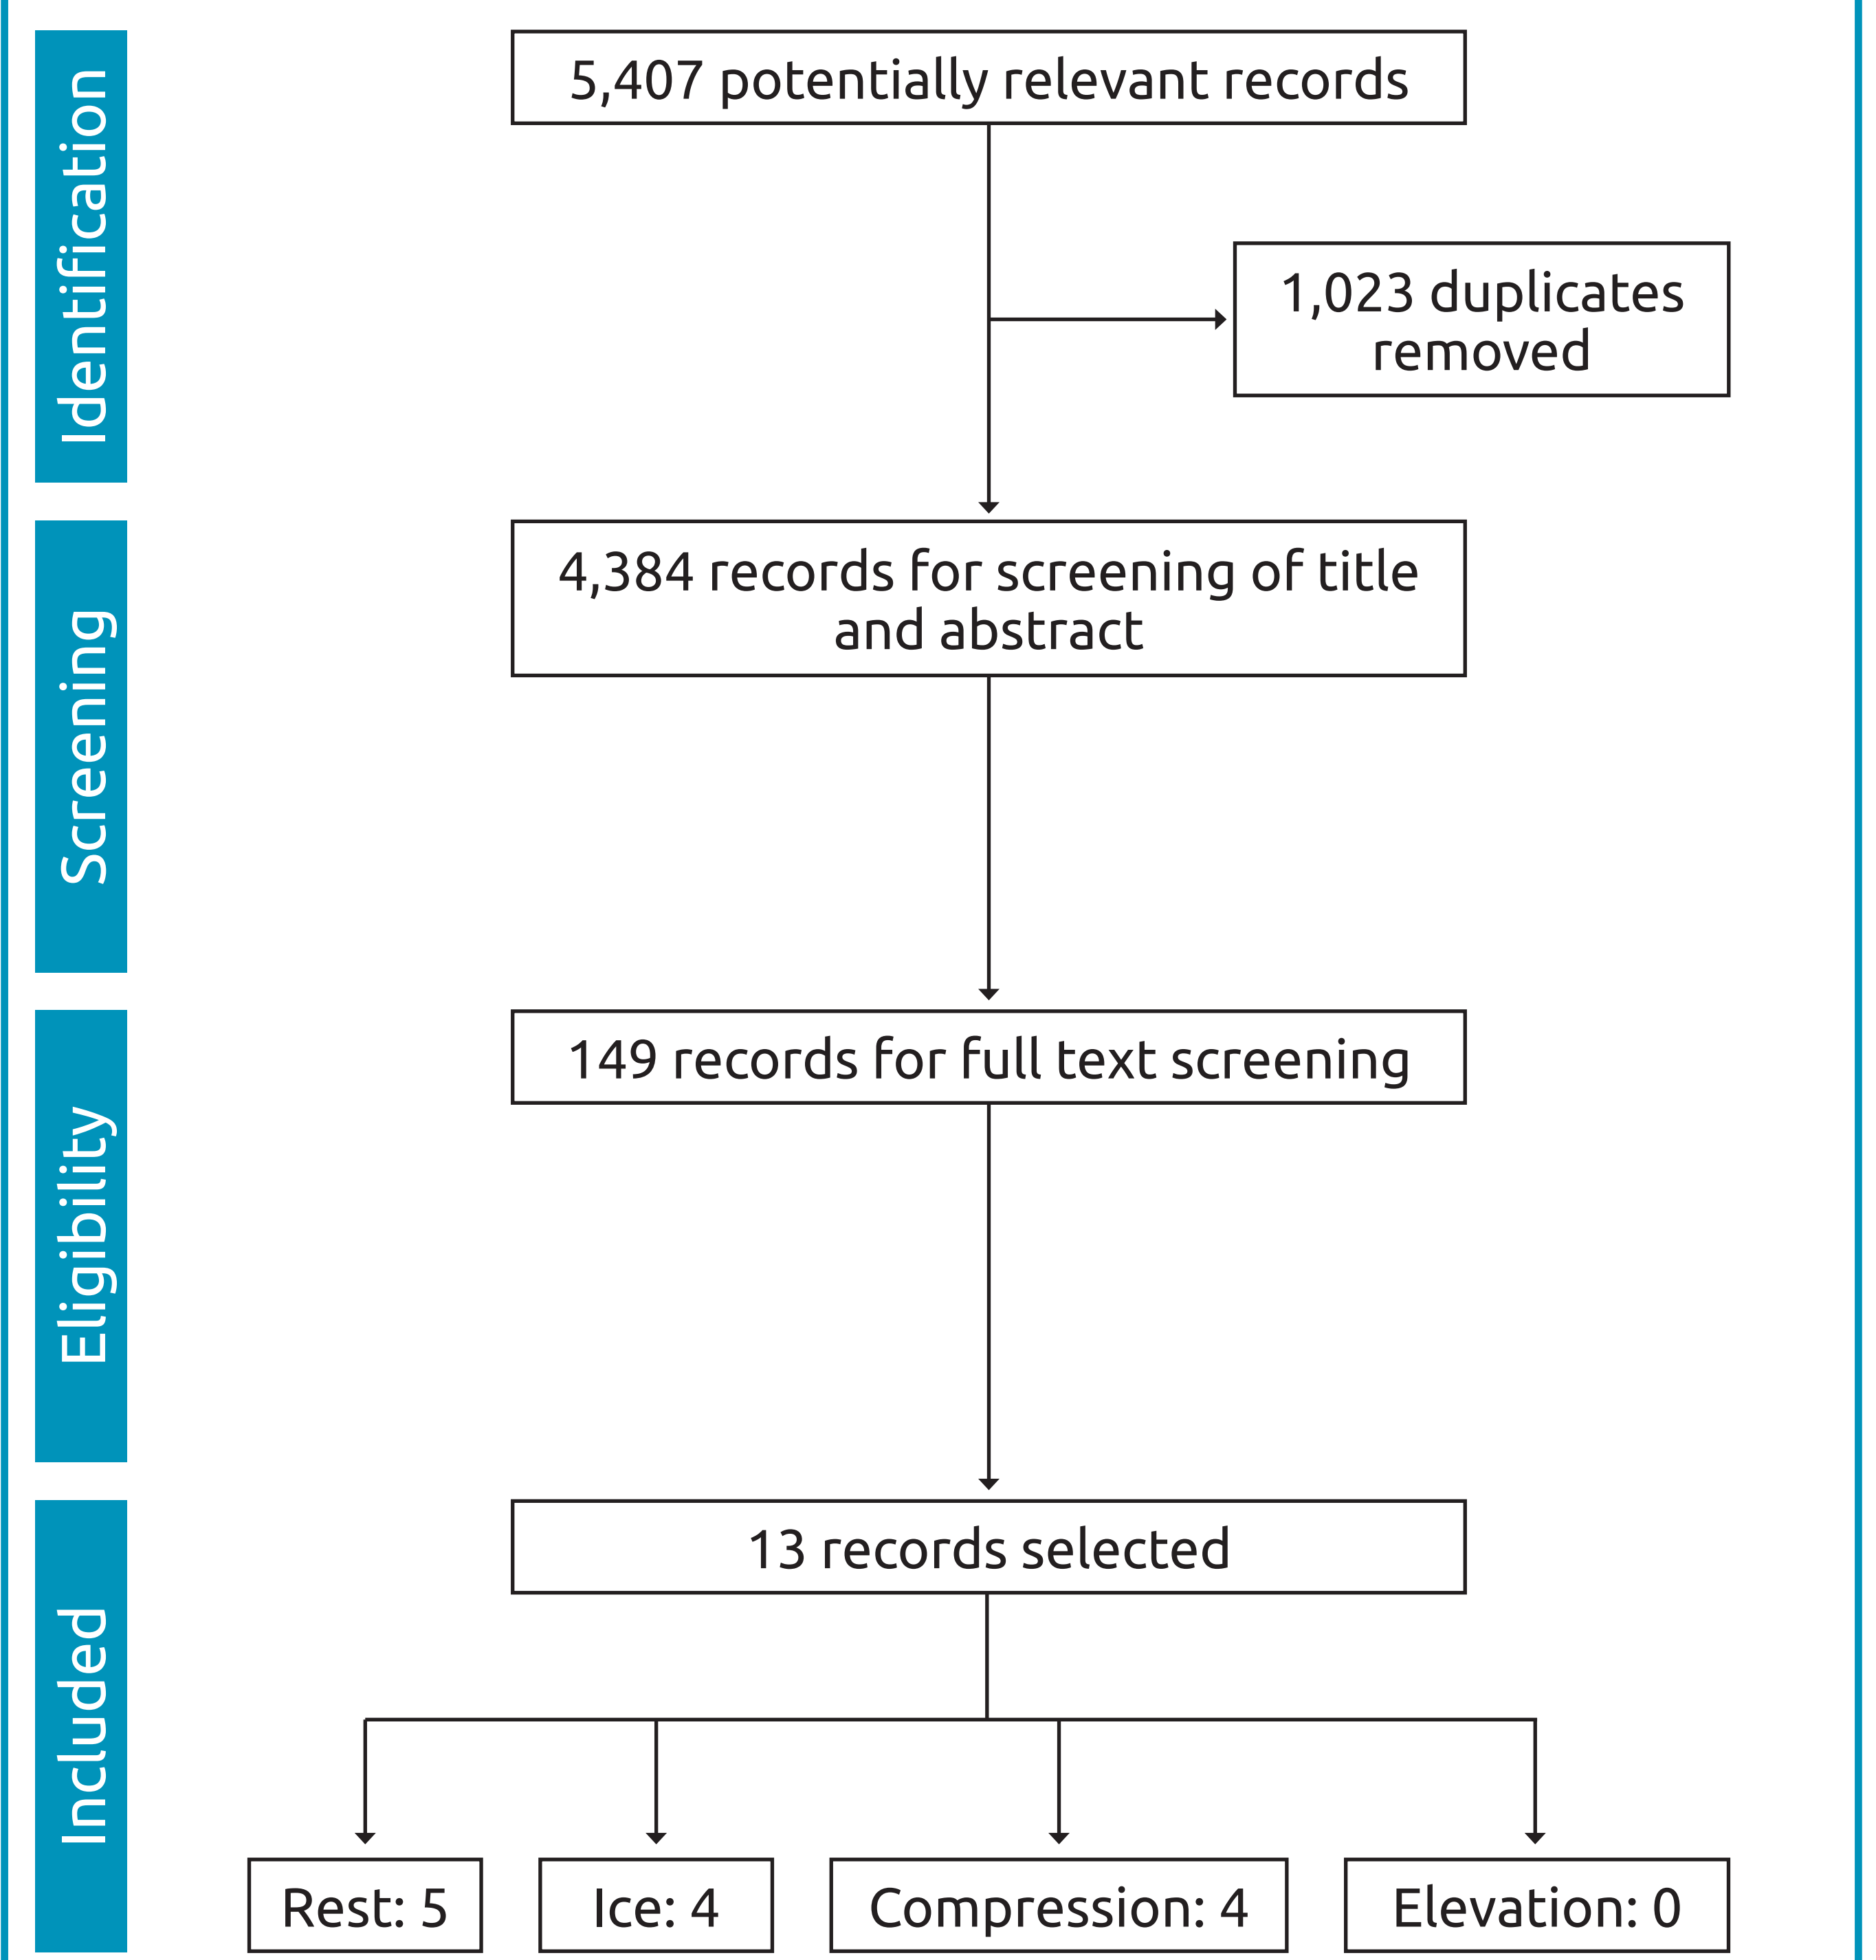 Identification
5,407 potentially relevant records
1,023 duplicates
removed
Screening
4,384 records for screening of title
and abstract
Eligibility
149 records for full text screening
Included
13 records selected
Rest: 5
Ice: 4
Compression: 4
Elevation: 0